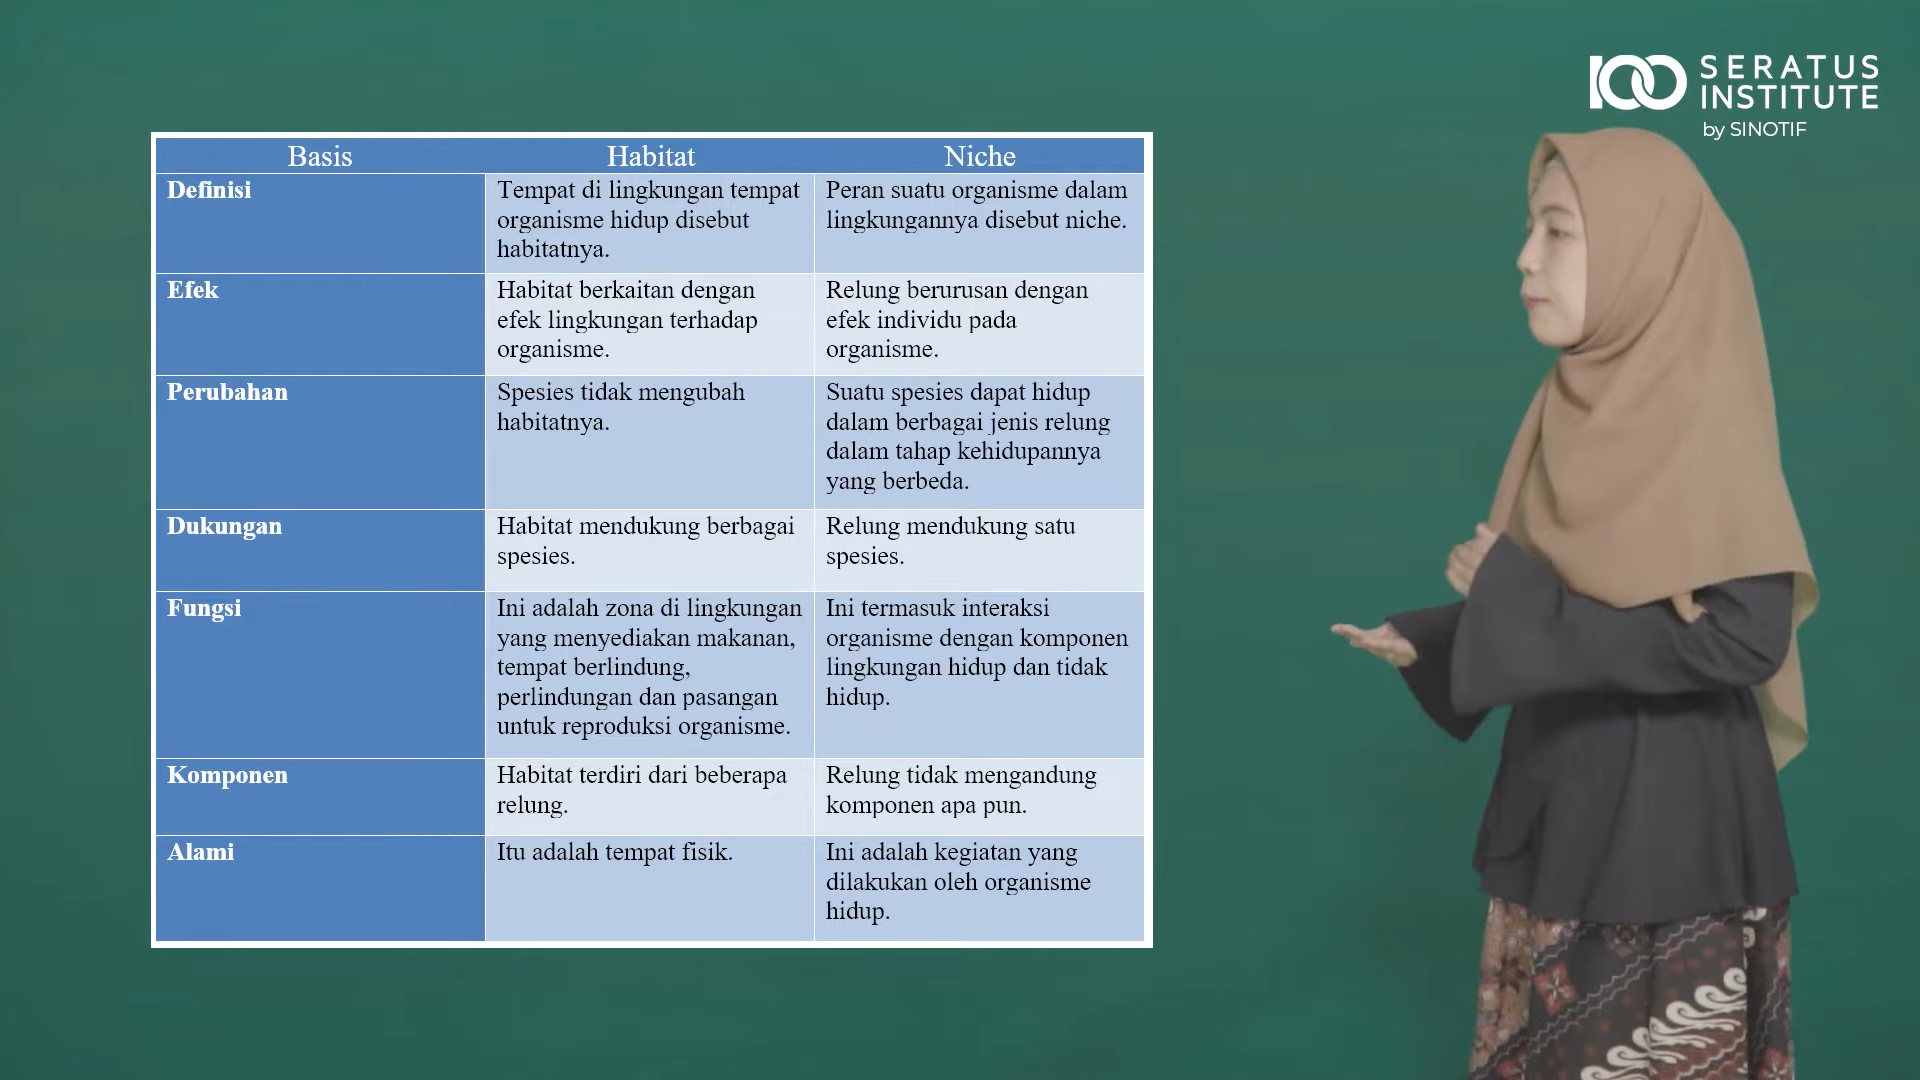 SERATUS
INSTITUTE
by SINOTIF
Basis Habitat Niche
Definisi
Tempat di lingkungan tempat
organisme hidup disebut
habitatnya.
Peran suatu organisme dalam
lingkungannya disebut niche.
Efek
Habitat berkaitan dengan
efek lingkungan terhadap
organisme.
Relung berurusan dengan
efek individu pada
organisme.
Perubahan
Spesies tidak mengubah
habitatnya.
Suatu spesies dapat hidup
dalam berbagai jenis relung
dalam tahap kehidupannya
yang berbeda.
Dukungan
Habitat mendukung berbagai
spesies.
Relung mendukung satu
spesies.
Fungsi
Ini adalah zona di lingkungan
yang menyediakan makanan,
tempat berlindung,
perlindungan dan pasangan
untuk reproduksi organisme.
Ini termasuk interaksi
organisme dengan komponen
lingkungan hidup dan tidak
hidup.
Komponen
Habitat terdiri dari beberapa
relung.
Relung tidak mengandung
komponen apa pun.
Alami
Itu adalah tempat fisik.
Ini adalah kegiatan yang
dilakukan oleh organisme
hidup.